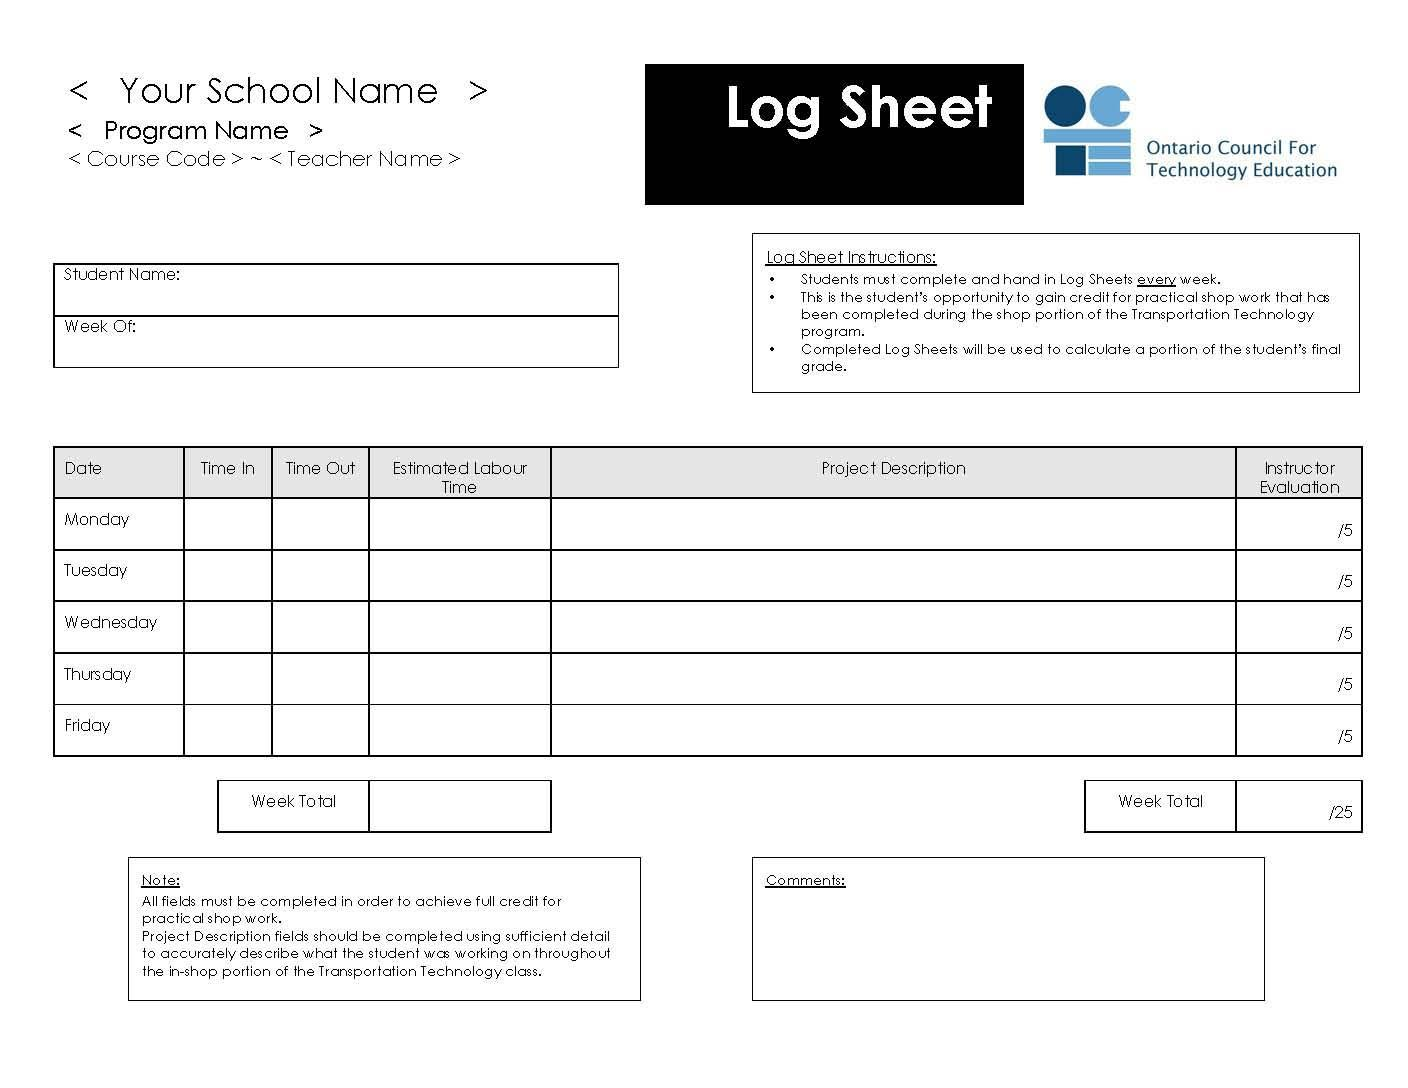 < Your School Name >
< Program Name >
< Course Code > ~ < Teacher Name >
Log Sheet
Ontario Council For
Technology Education
Student Name:
Week Of:
Log Sheet Instructions:
• Students must complete and hand in Log Sheets every week.
• This is the student's opportunity to gain credit for practical shop work that has
been completed during the shop portion of the Transportation Technology
program.
• Completed Log Sheets will be used to calculate a portion of the student's final
grade.
Date Time In Time Out Estimated Labour Project Description Instructor
Time Evaluation
Monday
/5
Tuesday
/5
Wednesday
/5
Thursday
/5
Friday
/5
Week Total Week Total
/25
Note:
All fields must be completed in order to achieve full credit for
practical shop work.
Project Description fields should be completed using sufficient detail
to accurately describe what the student was working on throughout
the in-shop portion of the Transportation Technology class.
Comments: